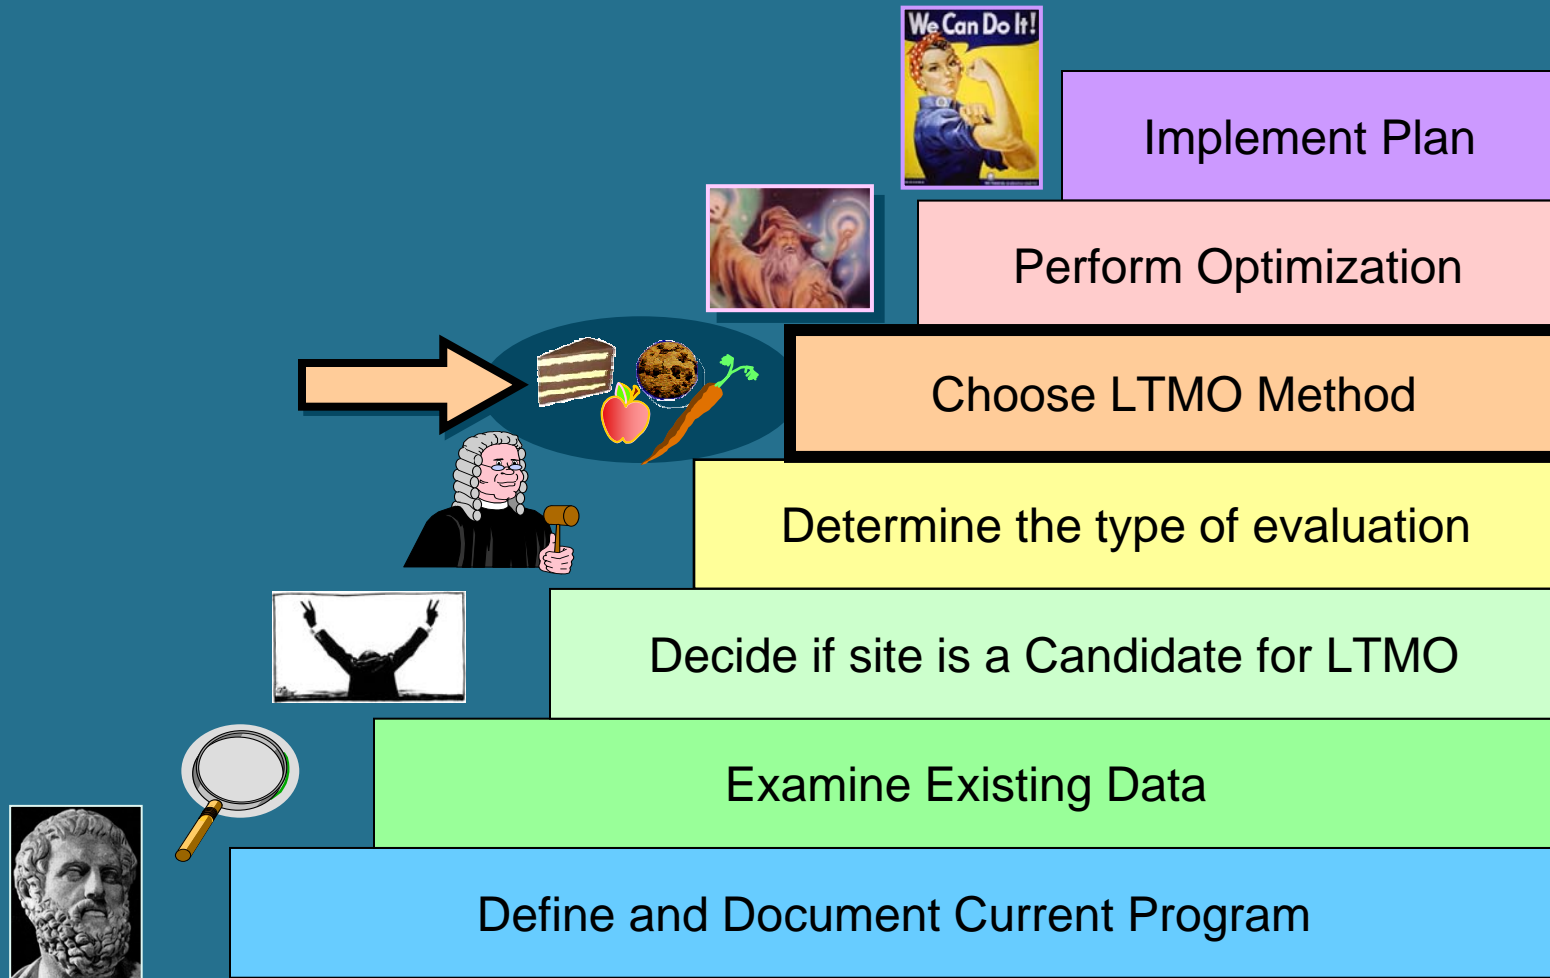 We Can Do It!
Implement Plan
Perform Optimization
Choose LTMO Method
Determine the type of evaluation
Decide if site is a Candidate for LTMO
Examine Existing Data
Define and Document Current Program